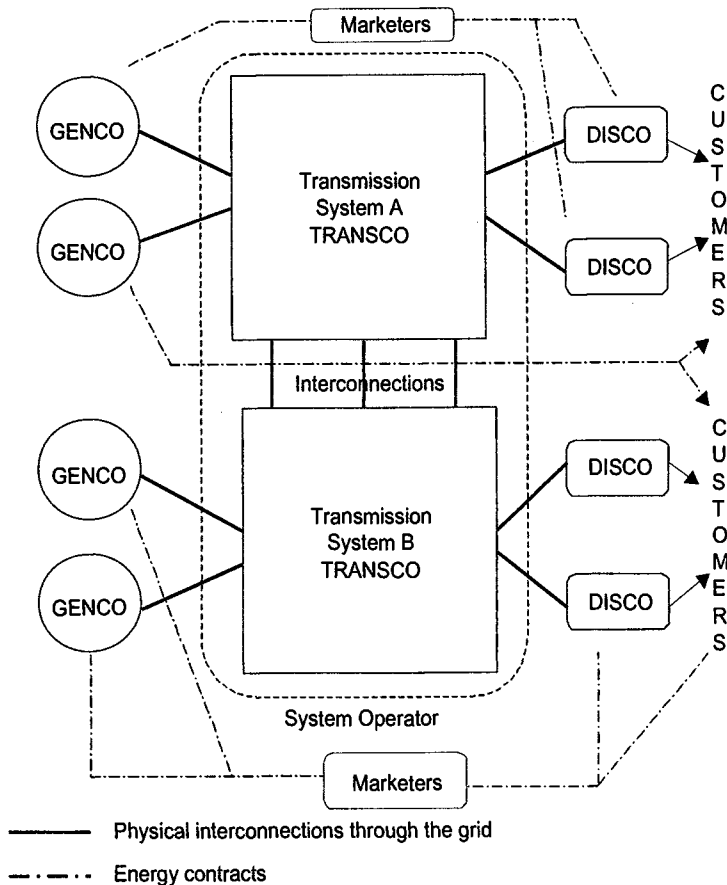 Marketers
GENCO
GENCO
Transmission
System A
TRANSCO
DISCO
DISCO
CUSTOMERS
Interconnections
GENCO
GENCO
Transmission
System B
TRANSCO
DISCO
DISCO
CUSTOMERS
System Operator
Marketers
Physical interconnections through the grid
Energy contracts